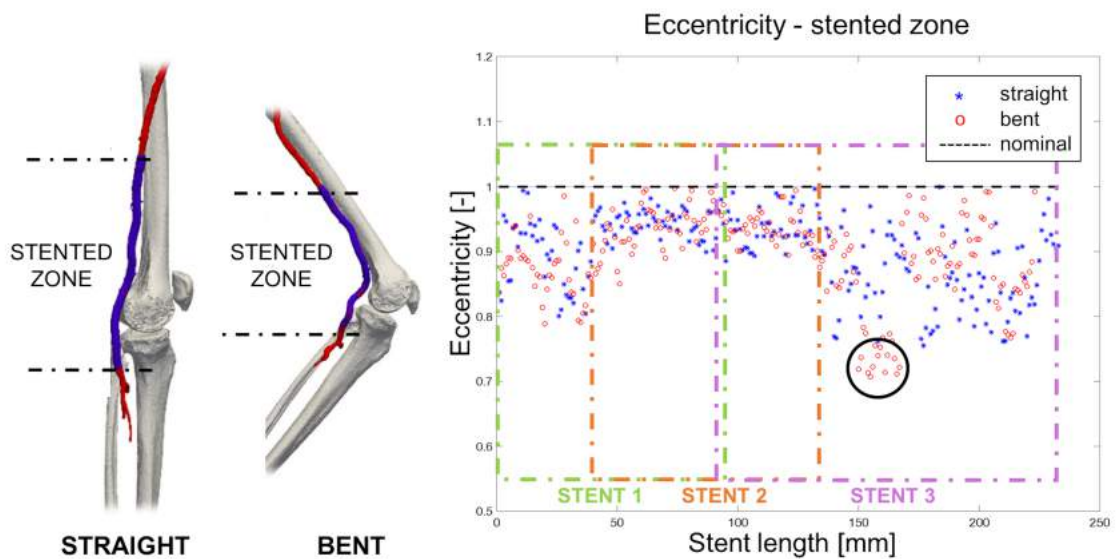 Eccentricity - stented zone
STENTED
ZONE
STRAIGHT
STENTED
ZONE
BENT
Eccentricity [-]
1.2
1.1
1
0.9
0.8
0.7
0.6
0.5
straight
bent
nominal
STENT 1
STENT 2
STENT 3
0
50
100
150
200
250
Stent length [mm]